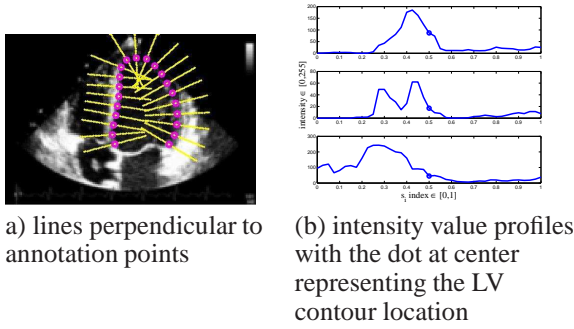 200
150
100
50
0
0 0.1 0.2 0.3 0.4 0.5 0.6 0.7 0.8 0.9 1
80
60
40
20
0
0 0.1 0.2 0.3 0.4 0.5 0.6 0.7 0.8 0.9 1
300
200
100
0
0 0.1 0.2 0.3 0.4 0.5 0.6 0.7 0.8 0.9 1
intensity ∈ [0,255]
s_i index ∈ [0,1]
a) lines perpendicular to
annotation points
(b) intensity value profiles
with the dot at center
representing the LV
contour location